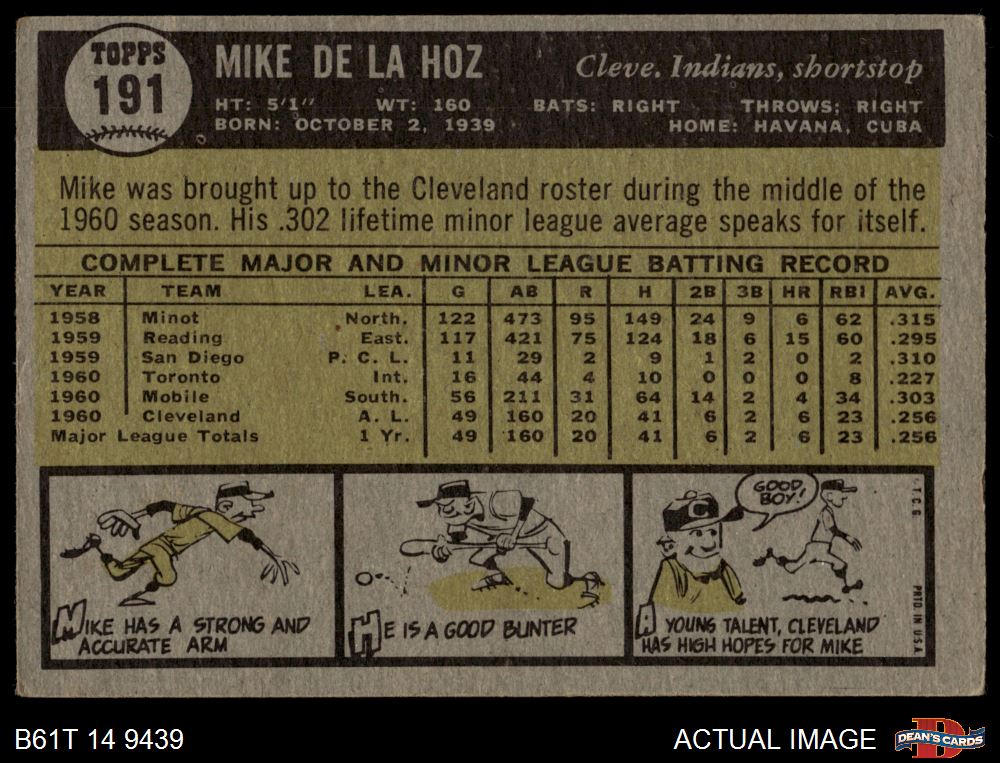 TOPPS
191
MIKE DE LA HOZ
Cleve. Indians, shortstop
HT: 5'1" WT: 160 BATS: RIGHT THROWS: RIGHT
BORN: OCTOBER 2, 1939 HOME: HAVANA, CUBA
Mike was brought up to the Cleveland roster during the middle of the
1960 season. His .302 lifetime minor league average speaks for itself.
COMPLETE MAJOR AND MINOR LEAGUE BATTING RECORD
YEAR TEAM LEA. G AB R H 2B 3B HR RBI AVG.
1958 Minot North. 122 473 95 149 24 9 6 62 .315
1959 Reading East. 117 421 75 124 18 6 15 60 .295
1959 San Diego P. C. L. 11 29 2 9 1 2 0 2 .310
1960 Toronto Int. 16 44 4 10 0 0 0 8 .227
1960 Mobile South. 56 211 31 64 14 2 4 34 .303
1960 Cleveland A. L. 49 160 20 41 6 2 6 23 .256
Major League Totals 1 Yr. 49 160 20 41 6 2 6 23 .256
MIKE HAS A STRONG AND
ACCURATE ARM
HE IS A GOOD BUNTER
GOOD
BOY!
C
A YOUNG TALENT, CLEVELAND
HAS HIGH HOPES FOR MIKE
T.C.G. PRTD. IN U.S.A.
B61T 14 9439
ACTUAL IMAGE
DEAN'S CARDS